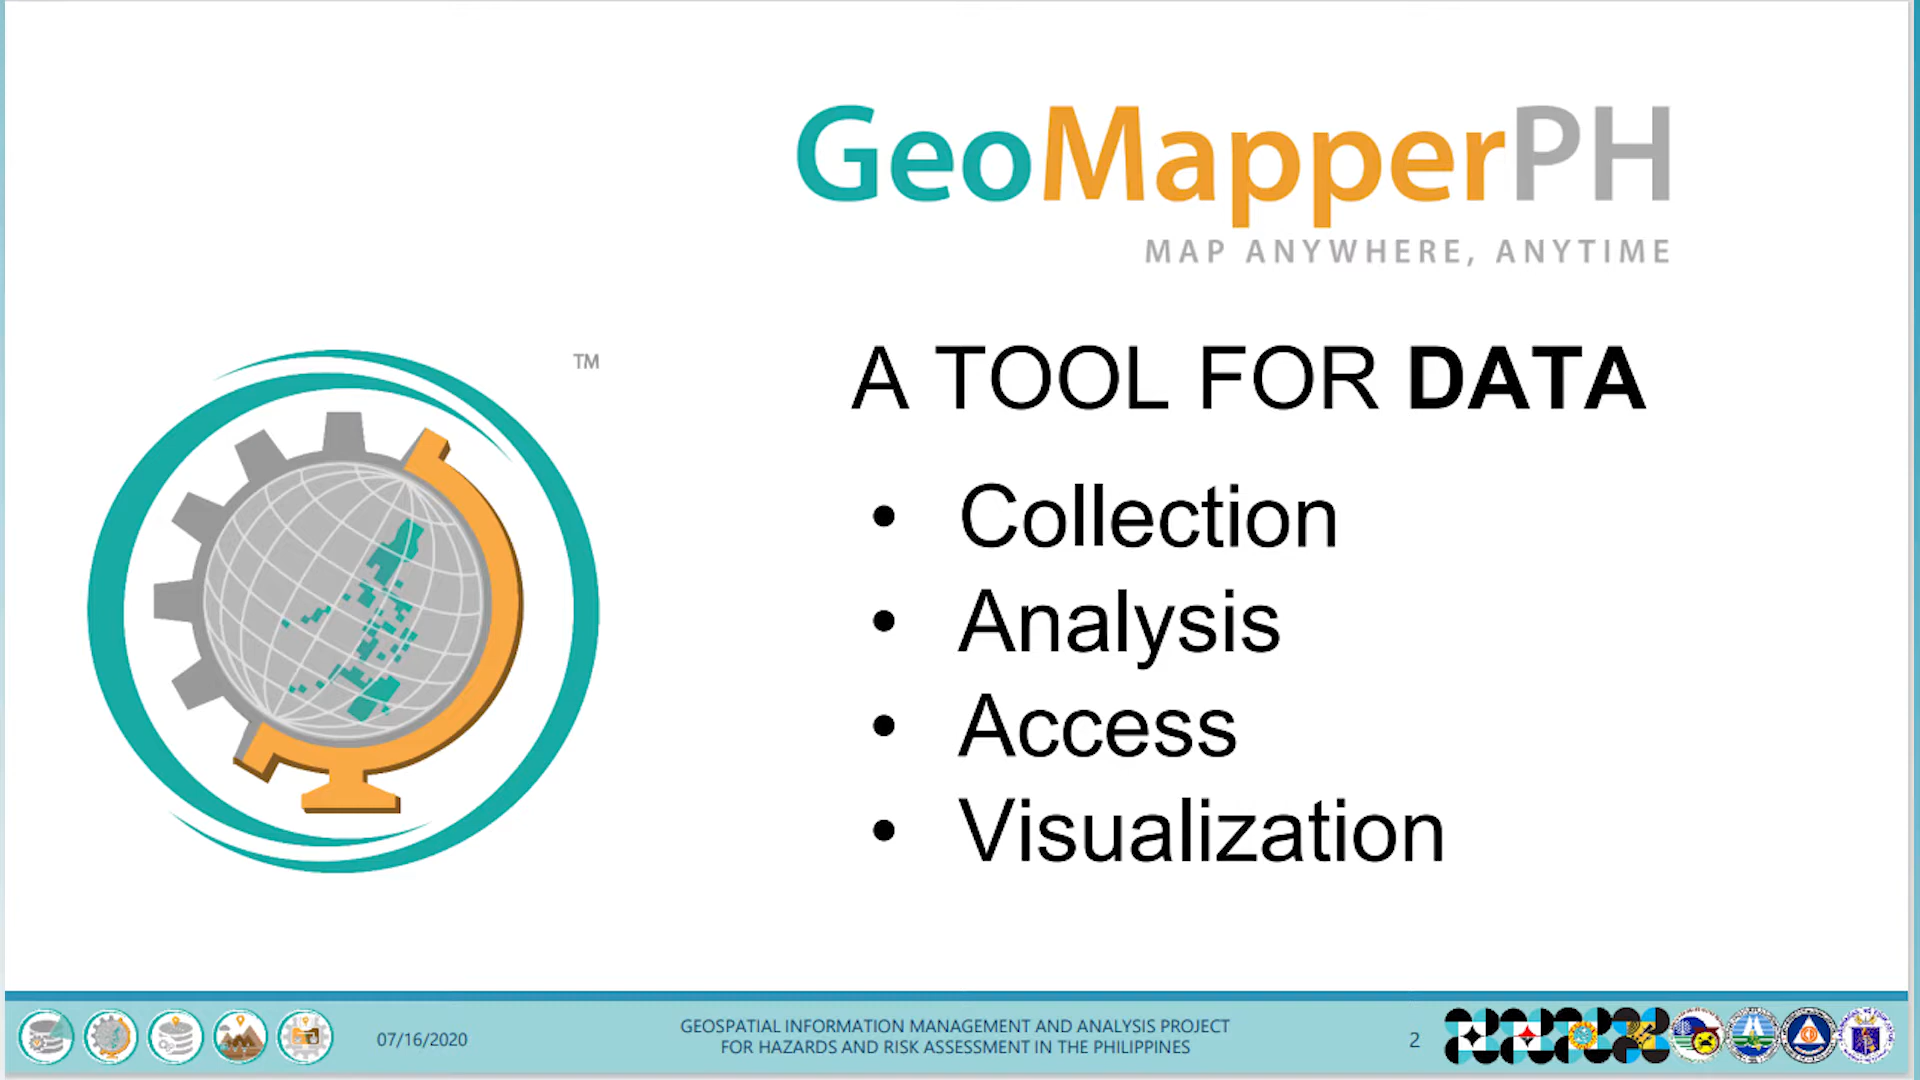 GeoMapperPH
MAP ANYWHERE, ANYTIME
TM
A TOOL FOR DATA
• Collection
• Analysis
• Access
• Visualization
07/16/2020
GEOSPATIAL INFORMATION MANAGEMENT AND ANALYSIS PROJECT
FOR HAZARDS AND RISK ASSESSMENT IN THE PHILIPPINES
2